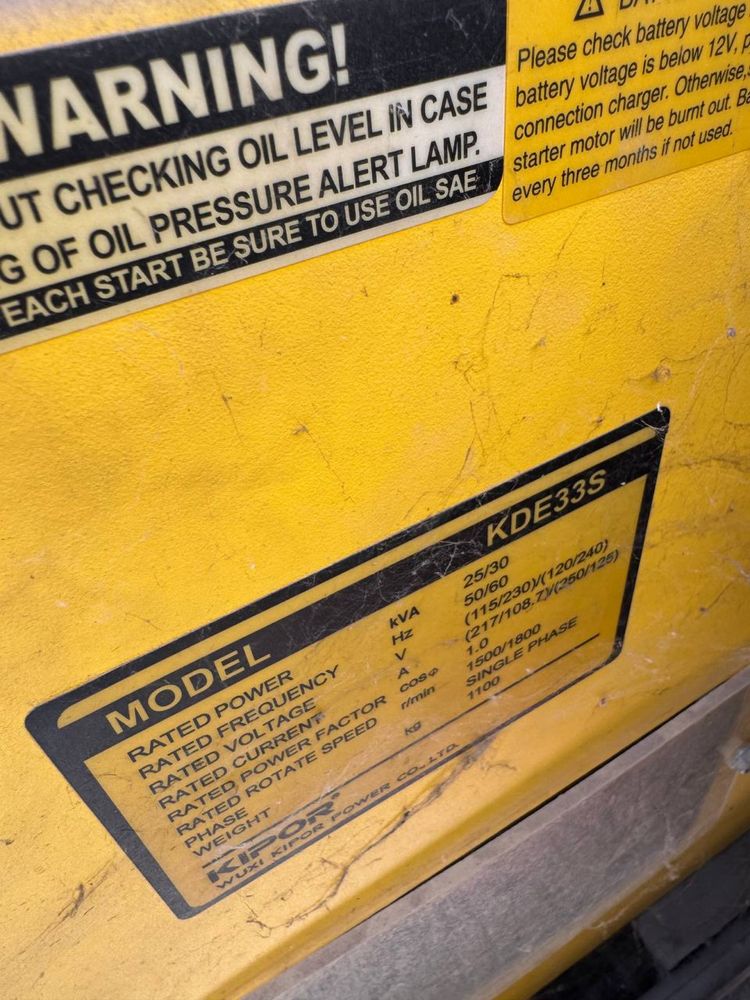 WARNING!
UT CHECKING OIL LEVEL IN CASE
G OF OIL PRESSURE ALERT LAMP.
EACH START BE SURE TO USE OIL SAE
Please check battery voltage
battery voltage is below 12V, p
connection charger. Otherwise,
starter motor will be burnt out. Ba
every three months if not used.
MODEL KDE33S
RATED POWER kVA 25/30
RATED FREQUENCY Hz 50/60
RATED VOLTAGE V (115/230)/(120/240)
RATED CURRENT A (217/108.7)/(250/125)
RATED POWER FACTOR cosΦ 1.0
RATED ROTATE SPEED r/min 1500/1800
PHASE SINGLE PHASE
WEIGHT kg 1100
KIPOR®
WUXI KIPOR POWER CO.,LTD.